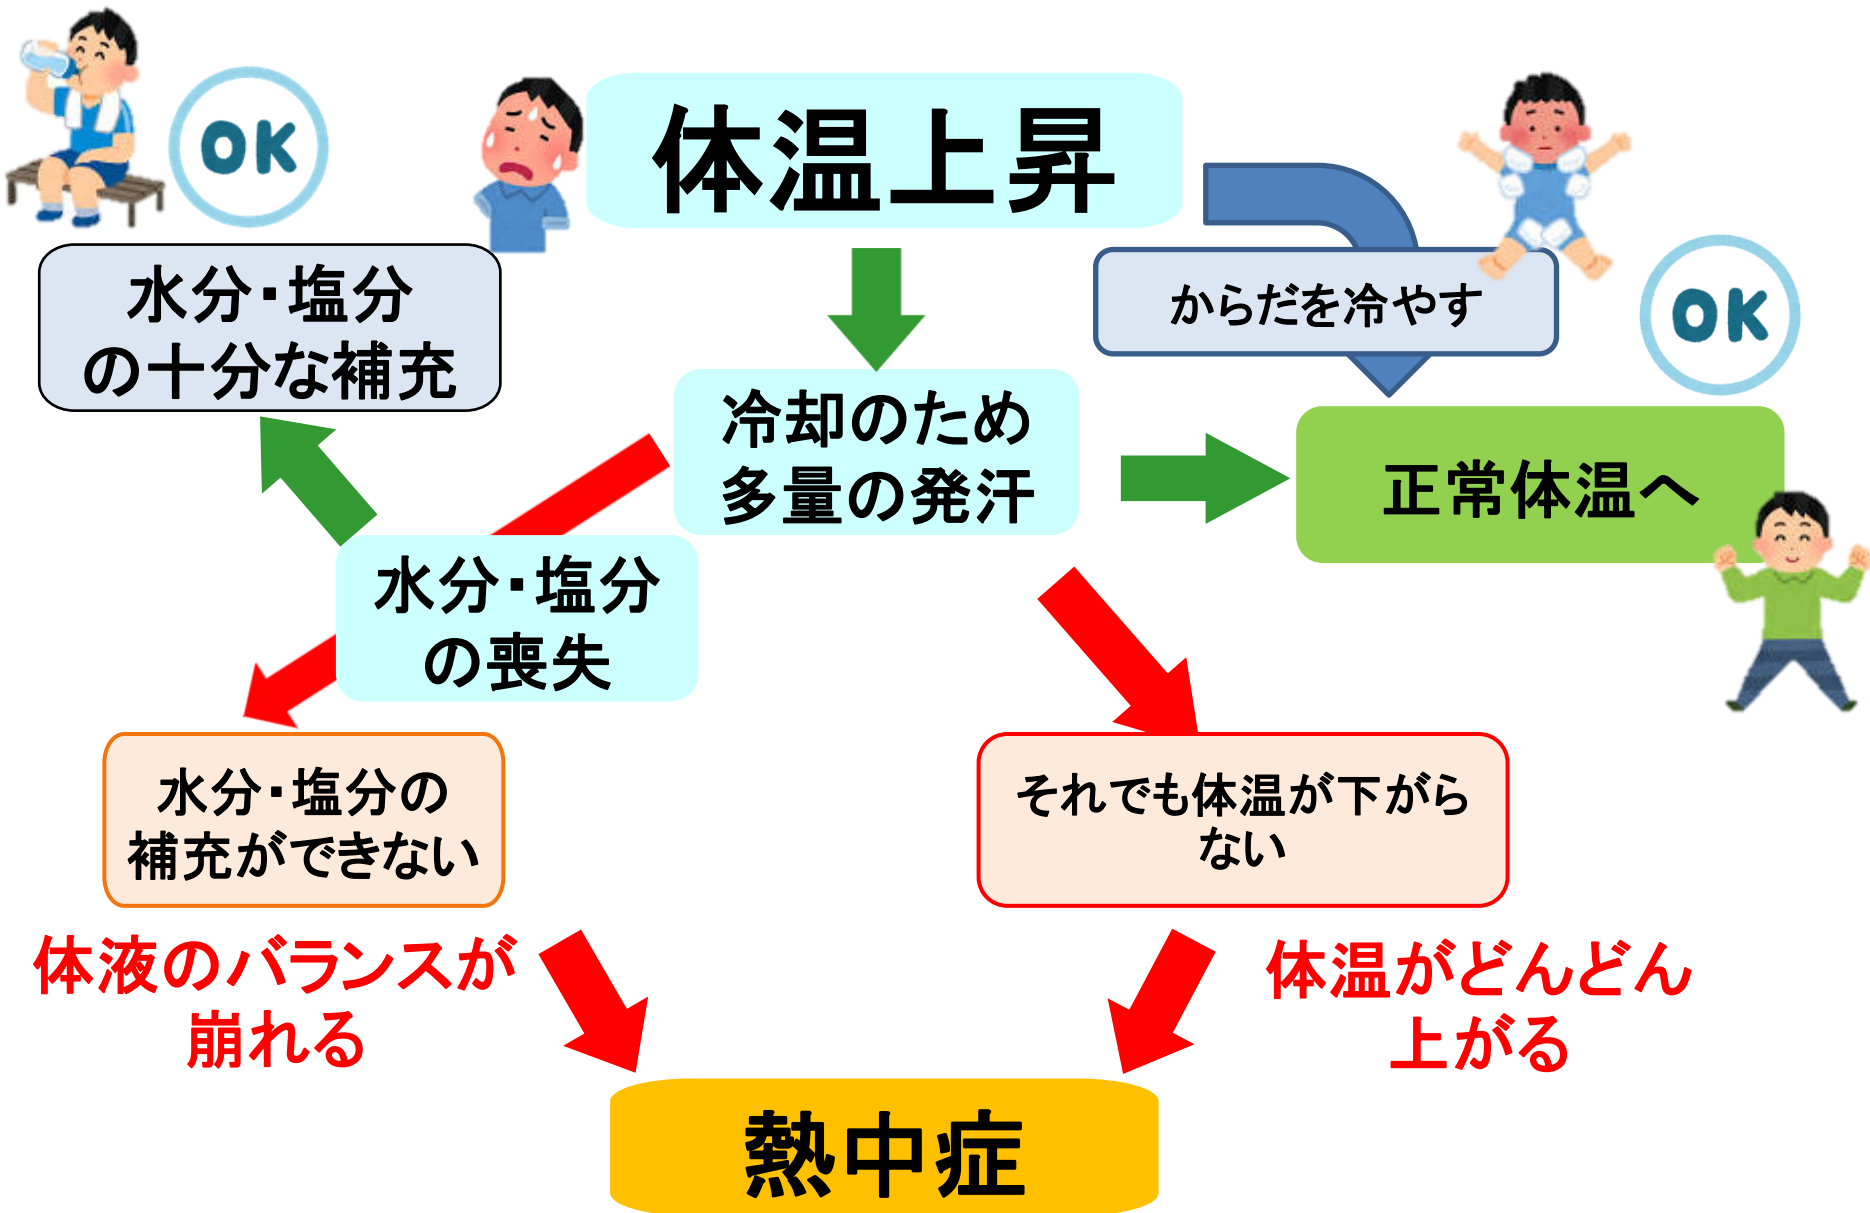 体温上昇
OK
水分・塩分
の十分な補充
からだを冷やす
OK
冷却のため
多量の発汗
正常体温へ
水分・塩分
の喪失
水分・塩分の
補充ができない
それでも体温が下がら
ない
体液のバランスが
崩れる
体温がどんどん
上がる
熱中症